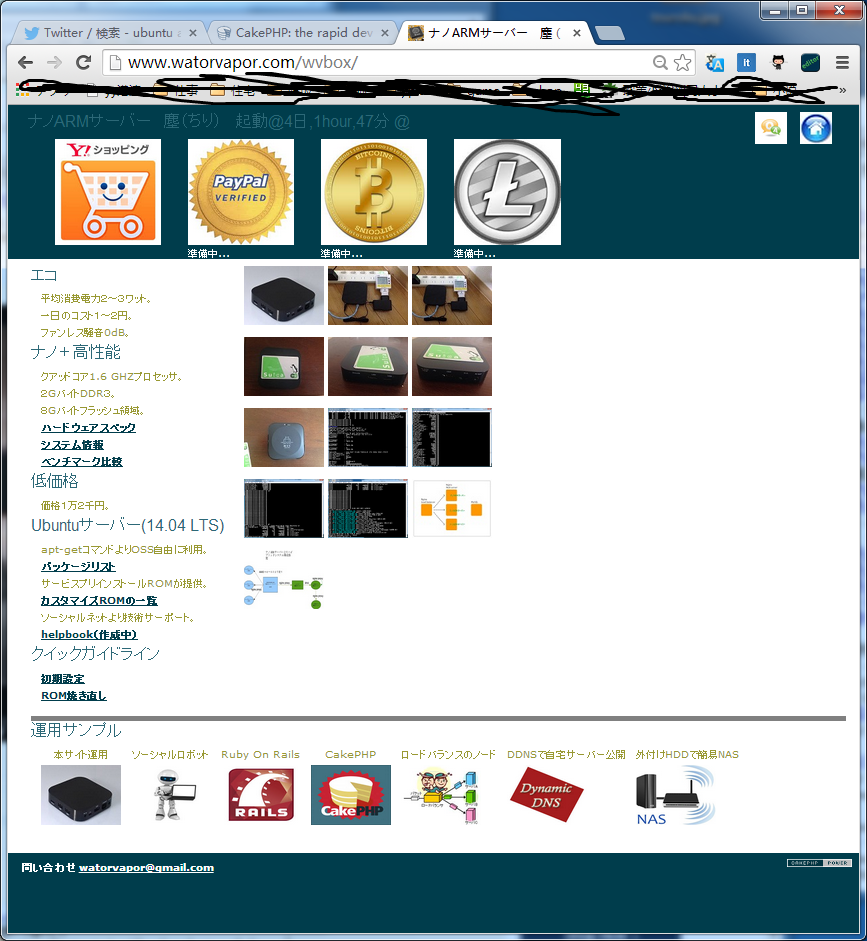 Twitter / 検索 - ubuntu a
CakePHP: the rapid dev
ナノARMサーバー 塵 (
www.watorvapor.com/wvbox/
ナノARMサーバー 塵(ちり) 起動@4日,1hour,47分 @
Y! ショッピング
PayPal
VERIFIED
BITCOINS
BITCOINS
準備中...
準備中...
準備中...
エコ
平均消費電力2～3ワット。
一日のコスト1～2円。
ファンレス騒音0dB。
ナノ＋高性能
クアッドコア1.6 GHZプロセッサ。
2GバイトDDR3。
8Gバイトフラッシュ領域。
ハードウェアスペック
システム情報
ベンチマーク比較
低価格
価格1万2千円。
Ubuntuサーバー(14.04 LTS)
apt-getコマンドよりOSS自由に利用。
パッケージリスト
サービスプリインストールROMが提供。
カスタマイズROMの一覧
ソーシャルネットより技術サーポート。
helpbook(作成中)
クイックガイドライン
初期設定
ROM焼き直し
運用サンプル
本サイト運用
ソーシャルロボット
Ruby On Rails
CakePHP
ロードバランスのノード
DDNSで自宅サーバー公開
外付けHDDで簡易NAS
RAILS
CakePHP
Dynamic
DNS
NAS
問い合わせ watorvapor@gmail.com
CAKEPHP POWER